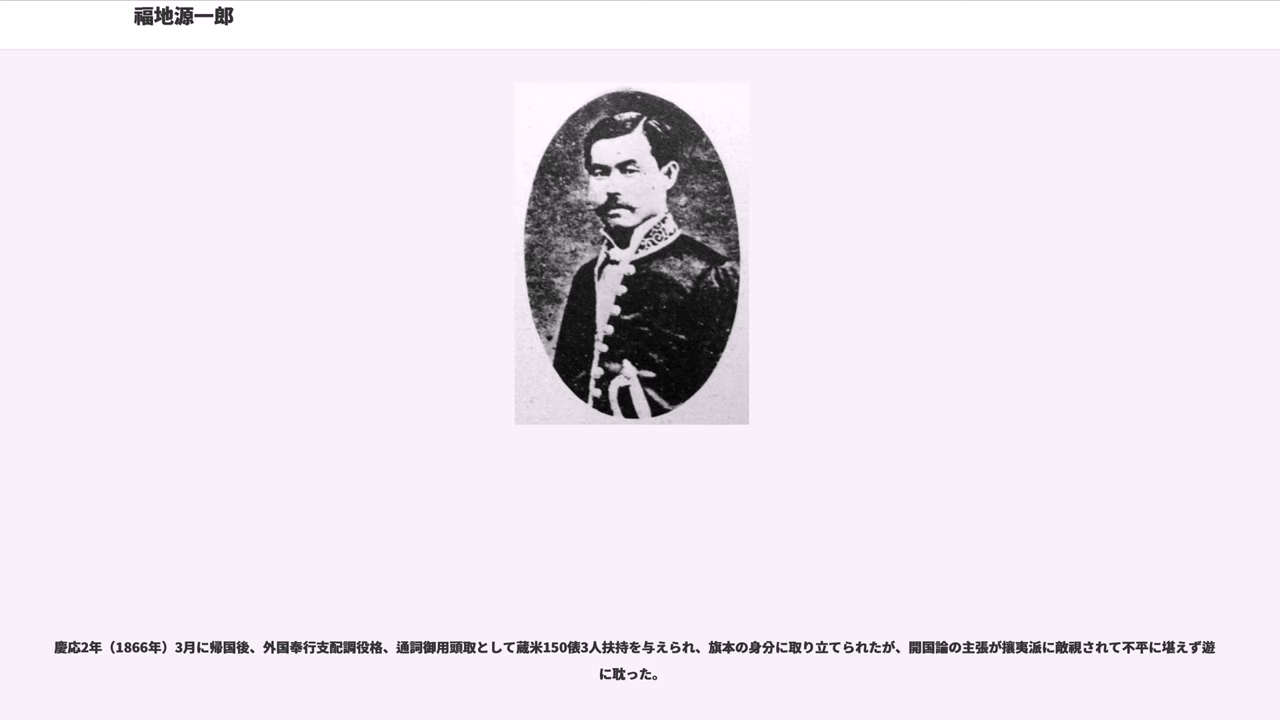 福地源一郎
慶応2年（1866年）3月に帰国後、外国奉行支配調役格、通詞御用頭取として蔵米150俵3人扶持を与えられ、旗本の身分に取り立てられたが、開国論の主張が攘夷派に敵視されて不平に堪えず遊
に耽った。